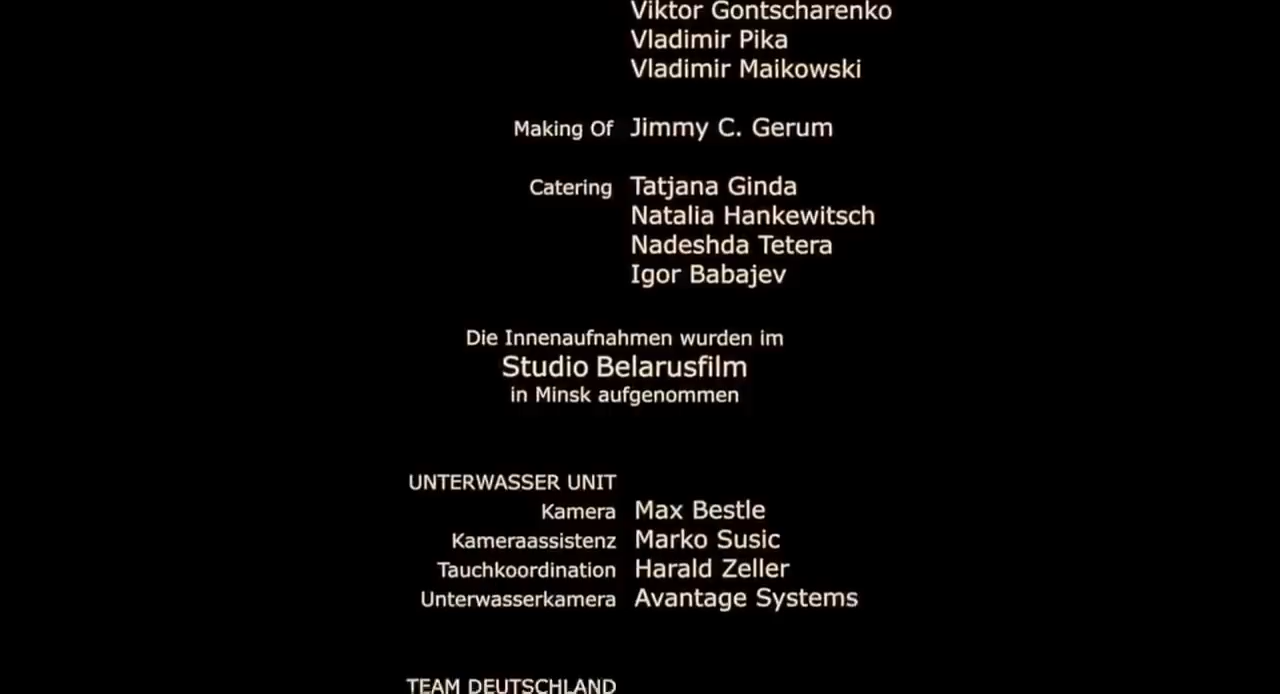 Viktor Gontscharenko
Vladimir Pika
Vladimir Maikowski
Making Of Jimmy C. Gerum
Catering Tatjana Ginda
Natalia Hankewitsch
Nadeshda Tetera
Igor Babajev
Die Innenaufnahmen wurden im
Studio Belarusfilm
in Minsk aufgenommen
UNTERWASSER UNIT
Kamera Max Bestle
Kameraassistenz Marko Susic
Tauchkoordination Harald Zeller
Unterwasserkamera Avantage Systems
TEAM DEUTSCHLAND